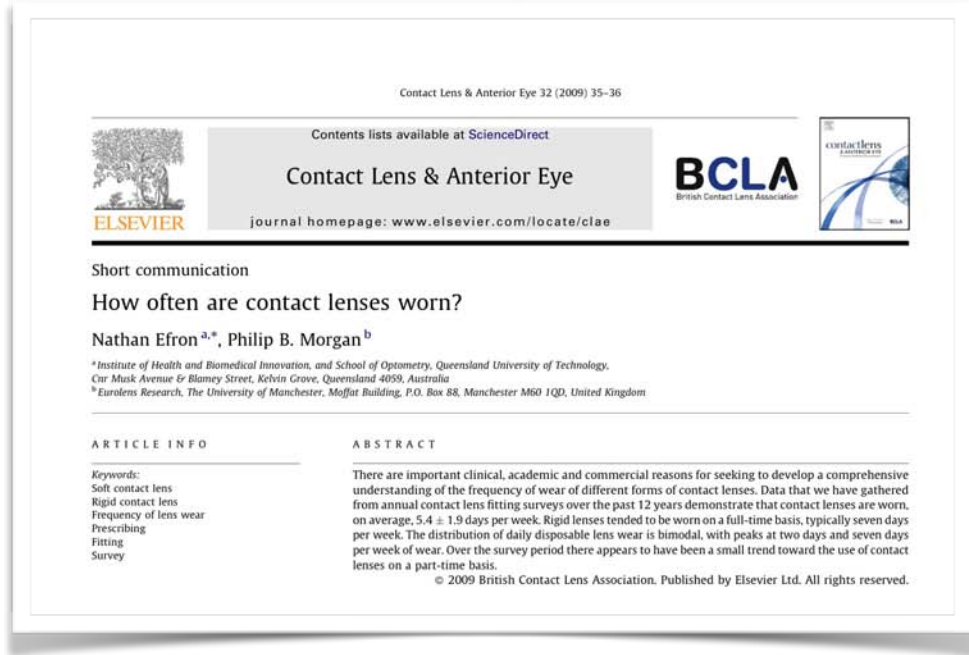 Contact Lens & Anterior Eye 32 (2009) 35–36
Contents lists available at ScienceDirect
Contact Lens & Anterior Eye
journal homepage: www.elsevier.com/locate/clae
ELSEVIER
BCLA
British Contact Lens Association
contactlens
& ANTERIOR EYE
BCLA
Short communication
How often are contact lenses worn?
Nathan Efron a,*, Philip B. Morgan b
a Institute of Health and Biomedical Innovation, and School of Optometry, Queensland University of Technology,
Cnr Musk Avenue & Blamey Street, Kelvin Grove, Queensland 4059, Australia
b Eurolens Research, The University of Manchester, Moffat Building, P.O. Box 88, Manchester M60 1QD, United Kingdom
ARTICLE INFO
Keywords:
Soft contact lens
Rigid contact lens
Frequency of lens wear
Prescribing
Fitting
Survey
ABSTRACT
There are important clinical, academic and commercial reasons for seeking to develop a comprehensive
understanding of the frequency of wear of different forms of contact lenses. Data that we have gathered
from annual contact lens fitting surveys over the past 12 years demonstrate that contact lenses are worn,
on average, 5.4 ± 1.9 days per week. Rigid lenses tended to be worn on a full-time basis, typically seven days
per week. The distribution of daily disposable lens wear is bimodal, with peaks at two days and seven days
per week of wear. Over the survey period there appears to have been a small trend toward the use of contact
lenses on a part-time basis.
© 2009 British Contact Lens Association. Published by Elsevier Ltd. All rights reserved.